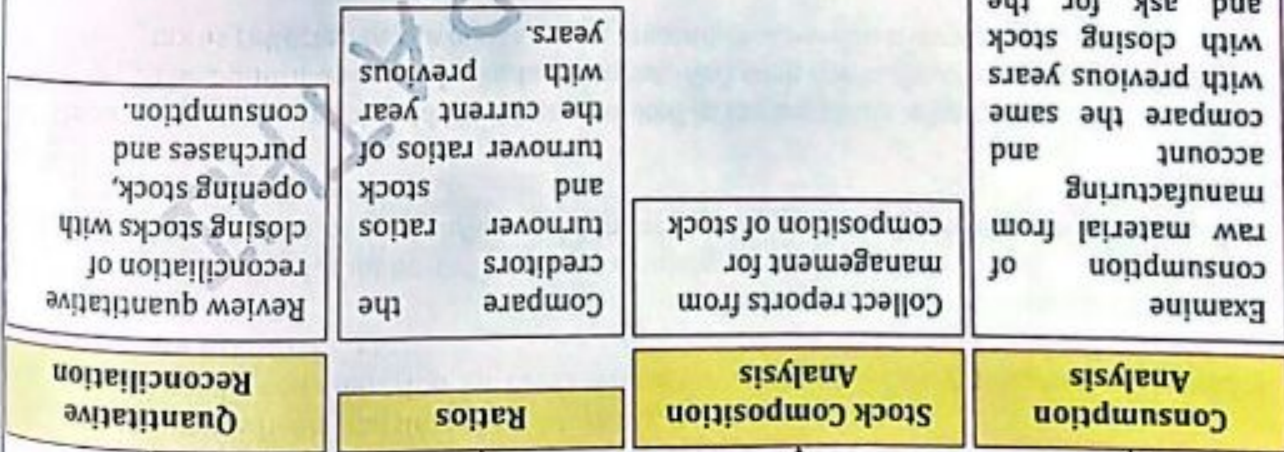 Consumption
Analysis
Examine
consumption of
raw material from
manufacturing
account and
compare the same
with previous years
with closing stock
and ask for the
Stock Composition
Analysis
Collect reports from
management for
composition of stock
Ratios
Compare the
creditors
turnover ratios
and stock
turnover ratios of
the current year
with previous
years.
Quantitative
Reconciliation
Review quantitative
reconciliation of
closing stocks with
opening stock,
purchases and
consumption.